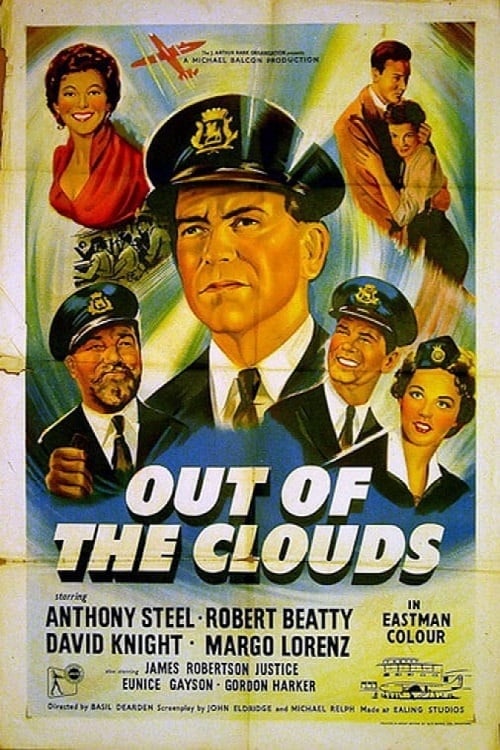 The J. ARTHUR RANK ORGANISATION presents
A MICHAEL BALCON PRODUCTION
OUT OF
THE CLOUDS
starring
ANTHONY STEEL · ROBERT BEATTY
DAVID KNIGHT · MARGO LORENZ
also starring JAMES ROBERTSON JUSTICE
EUNICE GAYSON · GORDON HARKER
IN
EASTMAN
COLOUR
Directed by BASIL DEARDEN Screenplay by JOHN ELDRIDGE and MICHAEL RELPH Made at EALING STUDIOS